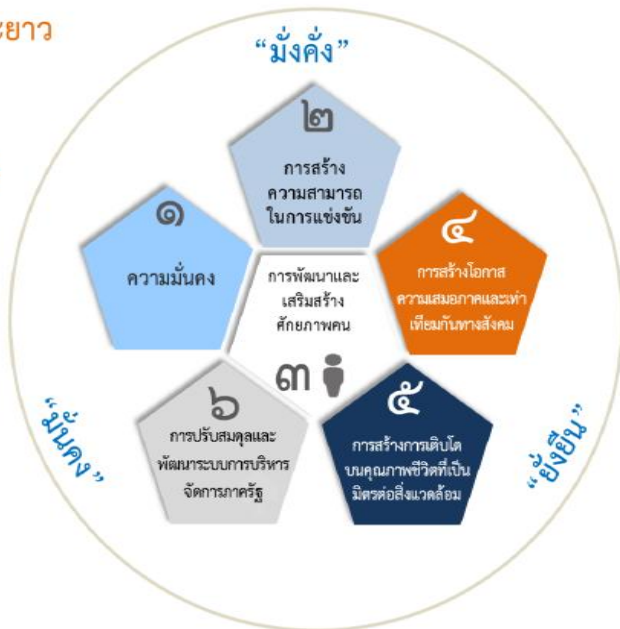 ะยาว
“มั่งคั่ง”
๒
การสร้าง
ความสามารถ
ในการแข่งขัน
๑
ความมั่นคง
๔
การสร้างโอกาส
ความเสมอภาคและเท่า
เทียมกันทางสังคม
การพัฒนาและ
เสริมสร้าง
ศักยภาพคน
๓
๖
การปรับสมดุลและ
พัฒนาระบบการบริหาร
จัดการภาครัฐ
๕
การสร้างการเติบโต
บนคุณภาพชีวิตที่เป็น
มิตรต่อสิ่งแวดล้อม
“มั่นคง”
“ยั่งยืน”